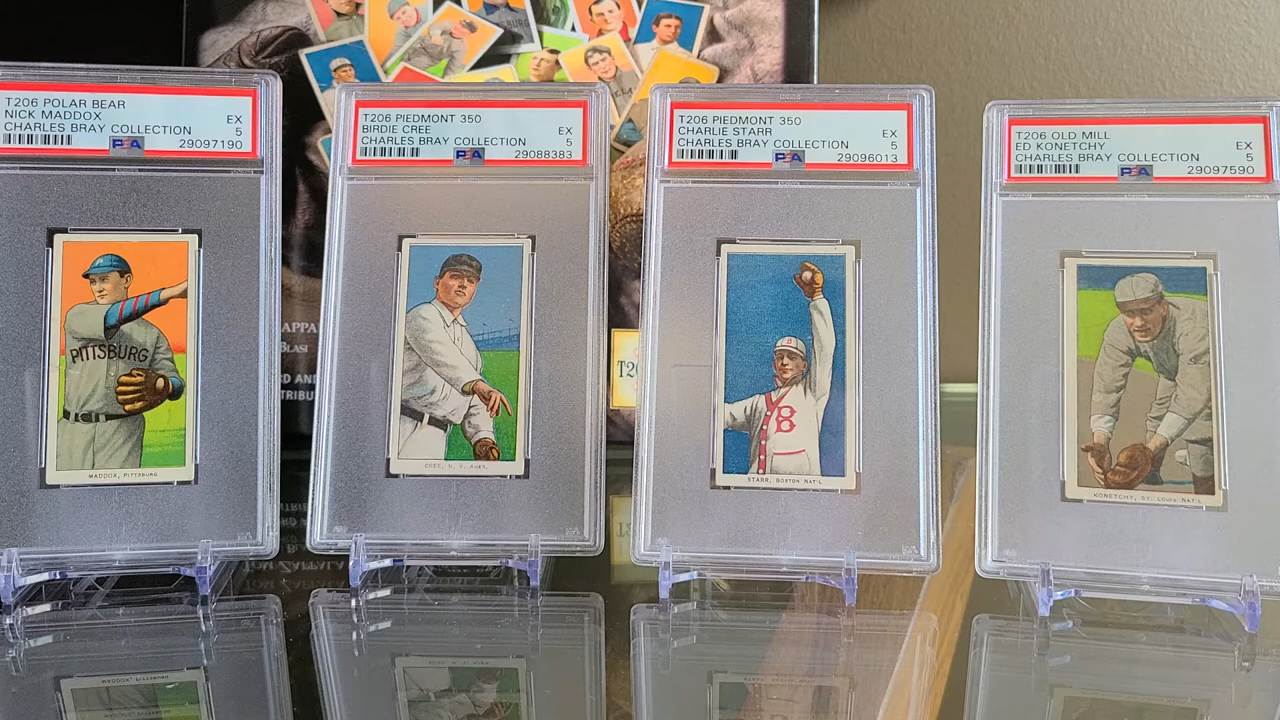 T206 POLAR BEAR
NICK MADDOX EX
CHARLES BRAY COLLECTION 5
PSA 29097190
PITTSBURG
MADDOX, PITTSBURG
T206 PIEDMONT 350
BIRDIE CREE EX
CHARLES BRAY COLLECTION 5
PSA 29088383
CREE, N. Y. AMER.
T206 PIEDMONT 350
CHARLIE STARR EX
CHARLES BRAY COLLECTION 5
PSA 29096013
B
B
STARR, BOSTON NAT'L
T206 OLD MILL
ED KONETCHY EX
CHARLES BRAY COLLECTION 5
PSA 29097590
KONETCHY, ST. LOUIS NAT'L
T20
TOM ZAPPALA